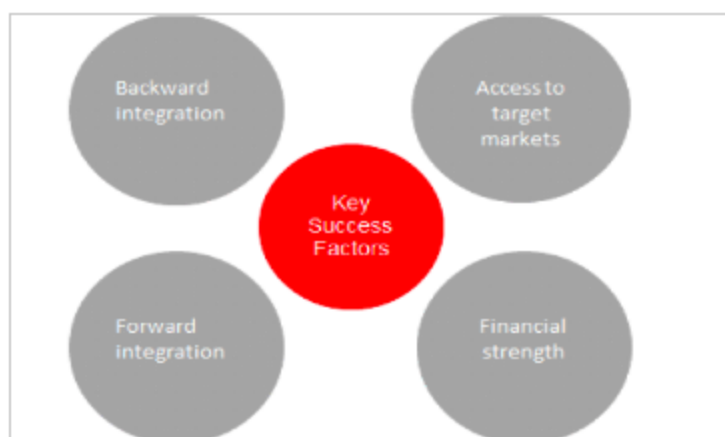 Backward
integration
Access to
target
markets
Key
Success
Factors
Forward
integration
Financial
strength